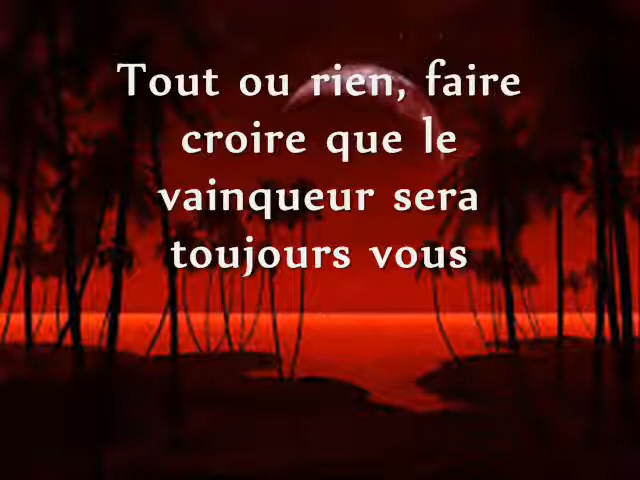 Tout ou rien, faire
croire que le
vainqueur sera
toujours vous